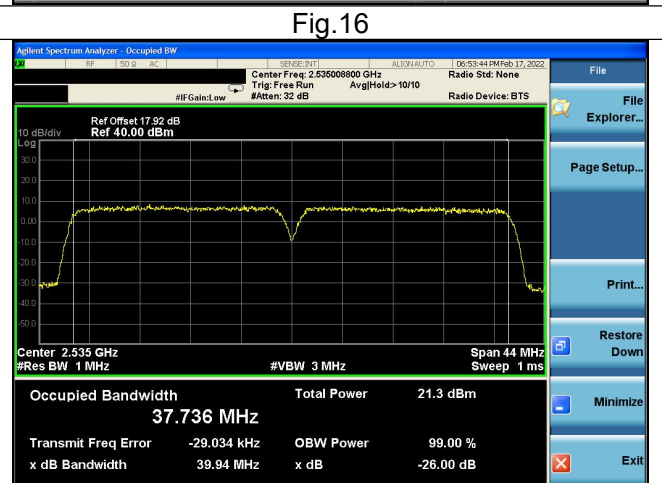 Fig.16
Agilent Spectrum Analyzer - Occupied BW
LXI RF 50 Ω AC SENSE:INT ALIGN AUTO 06:53:44 PM Feb 17, 2022
Center Freq: 2.535008800 GHz Radio Std: None
Trig: Free Run Avg|Hold:>10/10
#IFGain:Low #Atten: 32 dB Radio Device: BTS
Ref Offset 17.92 dB
10 dB/div Ref 40.00 dBm
Log
30.0
20.0
10.0
0.00
-10.0
-20.0
-30.0
-40.0
-50.0
Center 2.535 GHz Span 44 MHz
#Res BW 1 MHz #VBW 3 MHz Sweep 1 ms
Occupied Bandwidth Total Power 21.3 dBm
37.736 MHz
Transmit Freq Error -29.034 kHz OBW Power 99.00 %
x dB Bandwidth 39.94 MHz x dB -26.00 dB
File
File
Explorer...
Page Setup...
Print...
Restore
Down
Minimize
Exit